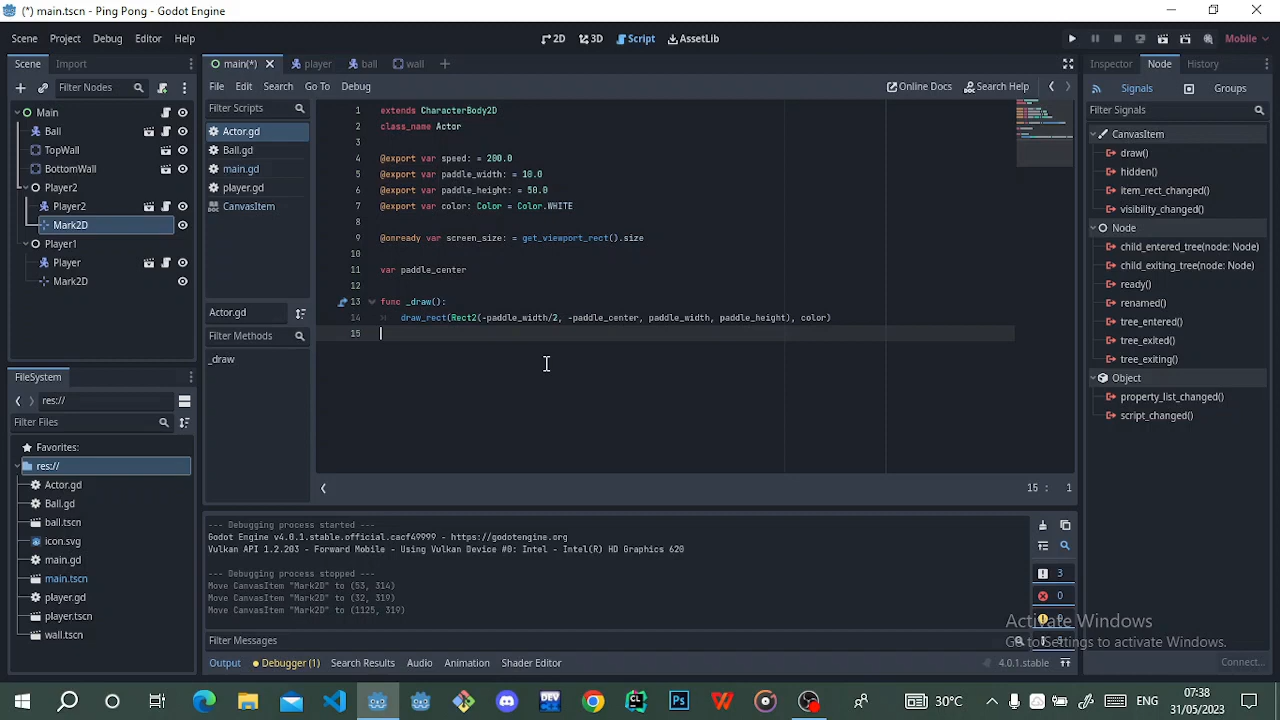 (*) main.tscn - Ping Pong - Godot Engine
Scene Project Debug Editor Help
2D 3D Script AssetLib
Mobile
Scene Import
Filter Nodes
Main
Ball
TopWall
BottomWall
Player2
Player2
Mark2D
Player1
Player
Mark2D
FileSystem
res://
Filter Files
Favorites:
res://
Actor.gd
Ball.gd
ball.tscn
icon.svg
main.gd
main.tscn
player.gd
player.tscn
wall.tscn
main(*) player ball wall
File Edit Search Go To Debug
Online Docs Search Help
Filter Scripts
Actor.gd
Ball.gd
main.gd
player.gd
CanvasItem
Actor.gd
Filter Methods
_draw
1 extends CharacterBody2D
2 class_name Actor
3
4 @export var speed: = 200.0
5 @export var paddle_width: = 10.0
6 @export var paddle_height: = 50.0
7 @export var color: Color = Color.WHITE
8
9 @onready var screen_size: = get_viewport_rect().size
10
11 var paddle_center
12
13 func _draw():
14 draw_rect(Rect2(-paddle_width/2, -paddle_center, paddle_width, paddle_height), color)
15
15 : 1
--- Debugging process started ---
Godot Engine v4.0.1.stable.official.cacf49999 - https://godotengine.org
Vulkan API 1.2.203 - Forward Mobile - Using Vulkan Device #0: Intel - Intel(R) HD Graphics 620
--- Debugging process stopped ---
Move CanvasItem "Mark2D" to (53, 314)
Move CanvasItem "Mark2D" to (32, 319)
Move CanvasItem "Mark2D" to (1125, 319)
3
0
Filter Messages
Output Debugger (1) Search Results Audio Animation Shader Editor
4.0.1.stable
Inspector Node History
Signals Groups
Filter Signals
CanvasItem
draw()
hidden()
item_rect_changed()
visibility_changed()
Node
child_entered_tree(node: Node)
child_exiting_tree(node: Node)
ready()
renamed()
tree_entered()
tree_exited()
tree_exiting()
Object
property_list_changed()
script_changed()
Connect...
Activate Windows
Go to Settings to activate Windows.
30°C
ENG
07:38
31/05/2023